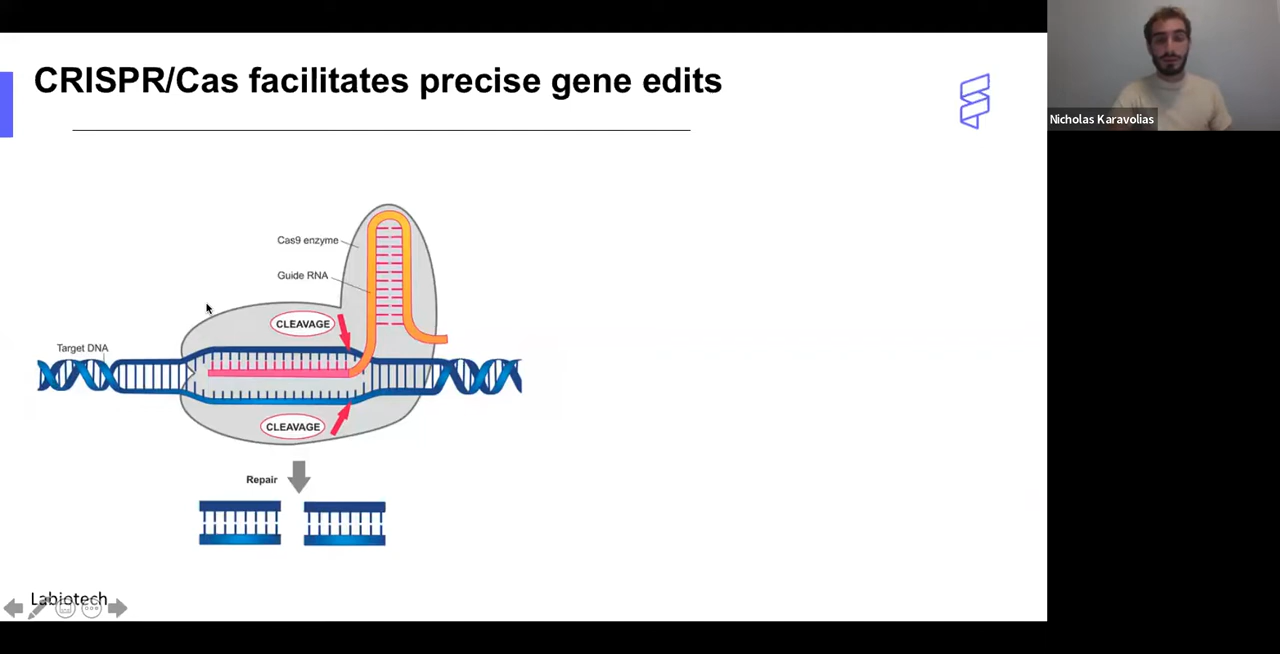 CRISPR/Cas facilitates precise gene edits
Nicholas Karavolias
Cas9 enzyme
Guide RNA
CLEAVAGE
Target DNA
CLEAVAGE
Repair
Labiotech